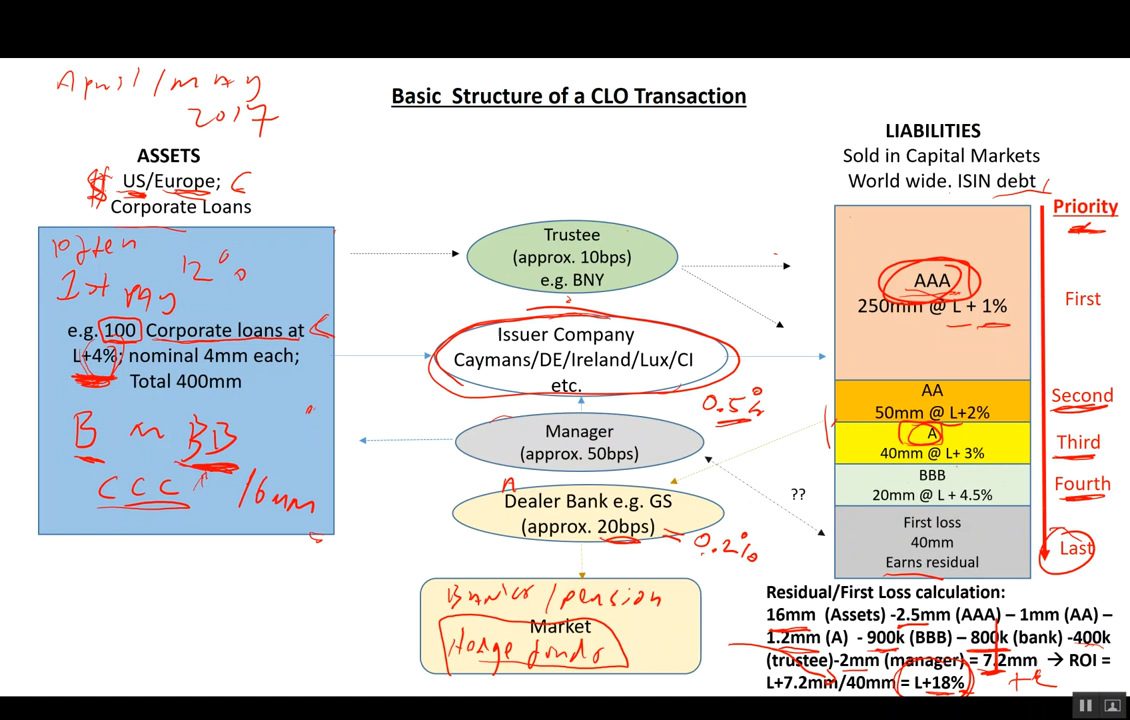 April/may
2017
Basic Structure of a CLO Transaction
ASSETS
$ US/Europe; €
Corporate Loans
LIABILITIES
Sold in Capital Markets
World wide. ISIN debt
Priority
often
1st pay
12%
e.g. 100 Corporate loans at
L+4%; nominal 4mm each;
Total 400mm
B BB
CCC
16mm
Trustee
(approx. 10bps)
e.g. BNY
Issuer Company
Caymans/DE/Ireland/Lux/CI
etc.
0.5%
Manager
(approx. 50bps)
Dealer Bank e.g. GS
(approx. 20bps)
0.2%
Banks/pension
Market
Hedge funds
??
AAA
250mm @ L + 1%
First
AA
50mm @ L+2%
Second
A
40mm @ L+ 3%
Third
BBB
20mm @ L + 4.5%
Fourth
First loss
40mm
Earns residual
Last
Residual/First Loss calculation:
16mm (Assets) -2.5mm (AAA) – 1mm (AA) –
1.2mm (A) - 900k (BBB) – 800k (bank) -400k
(trustee)-2mm (manager) = 7.2mm → ROI =
L+7.2mm/40mm = L+18%